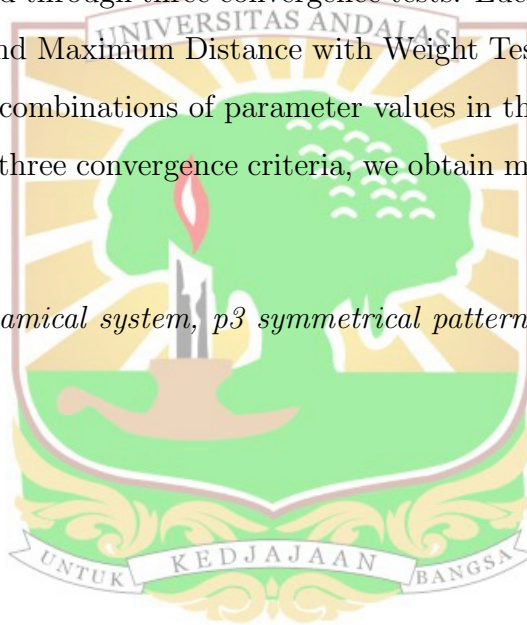 d through three convergence tests:
UNIVERSITAS ANDALAS
nd Maximum Distance with Weight Tes
combinations of parameter values in th
three convergence criteria, we obtain m
amical system, p3 symmetrical pattern
UNTUK KEDJAJAAN BANGSA